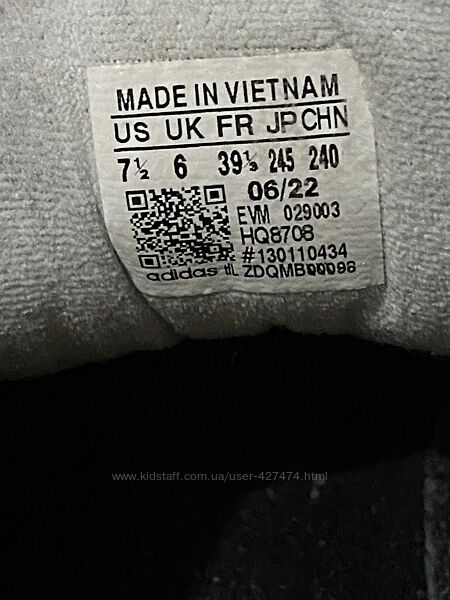 MADE IN VIETNAM
US UK FR JP CHN
7½ 6 39⅓ 245 240
06/22
EVM 029003
HQ8708
#130110434
adidas tIL ZDQMB00098
www.kidstaff.com.ua/user-427474.html